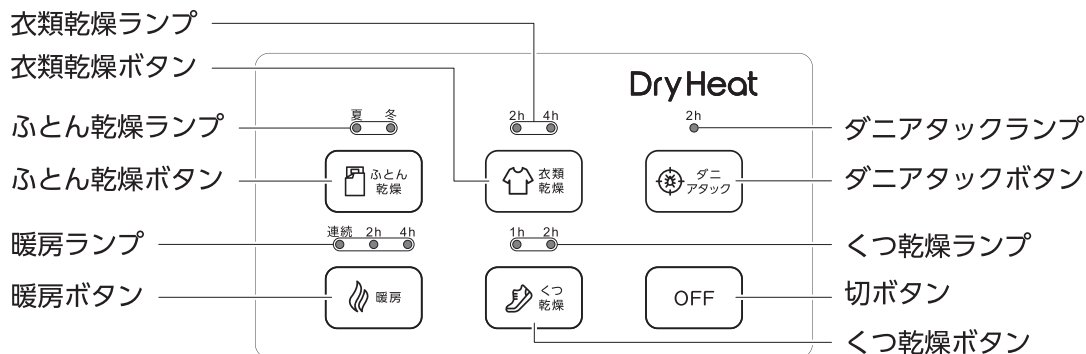 衣類乾燥ランプ
衣類乾燥ボタン
ふとん乾燥ランプ
ふとん乾燥ボタン
暖房ランプ
暖房ボタン
DryHeat
夏 冬
2h 4h
2h
ふとん
乾燥
衣類
乾燥
ダニ
アタック
連続 2h 4h
1h 2h
暖房
くつ
乾燥
OFF
ダニアタックランプ
ダニアタックボタン
くつ乾燥ランプ
切ボタン
くつ乾燥ボタン